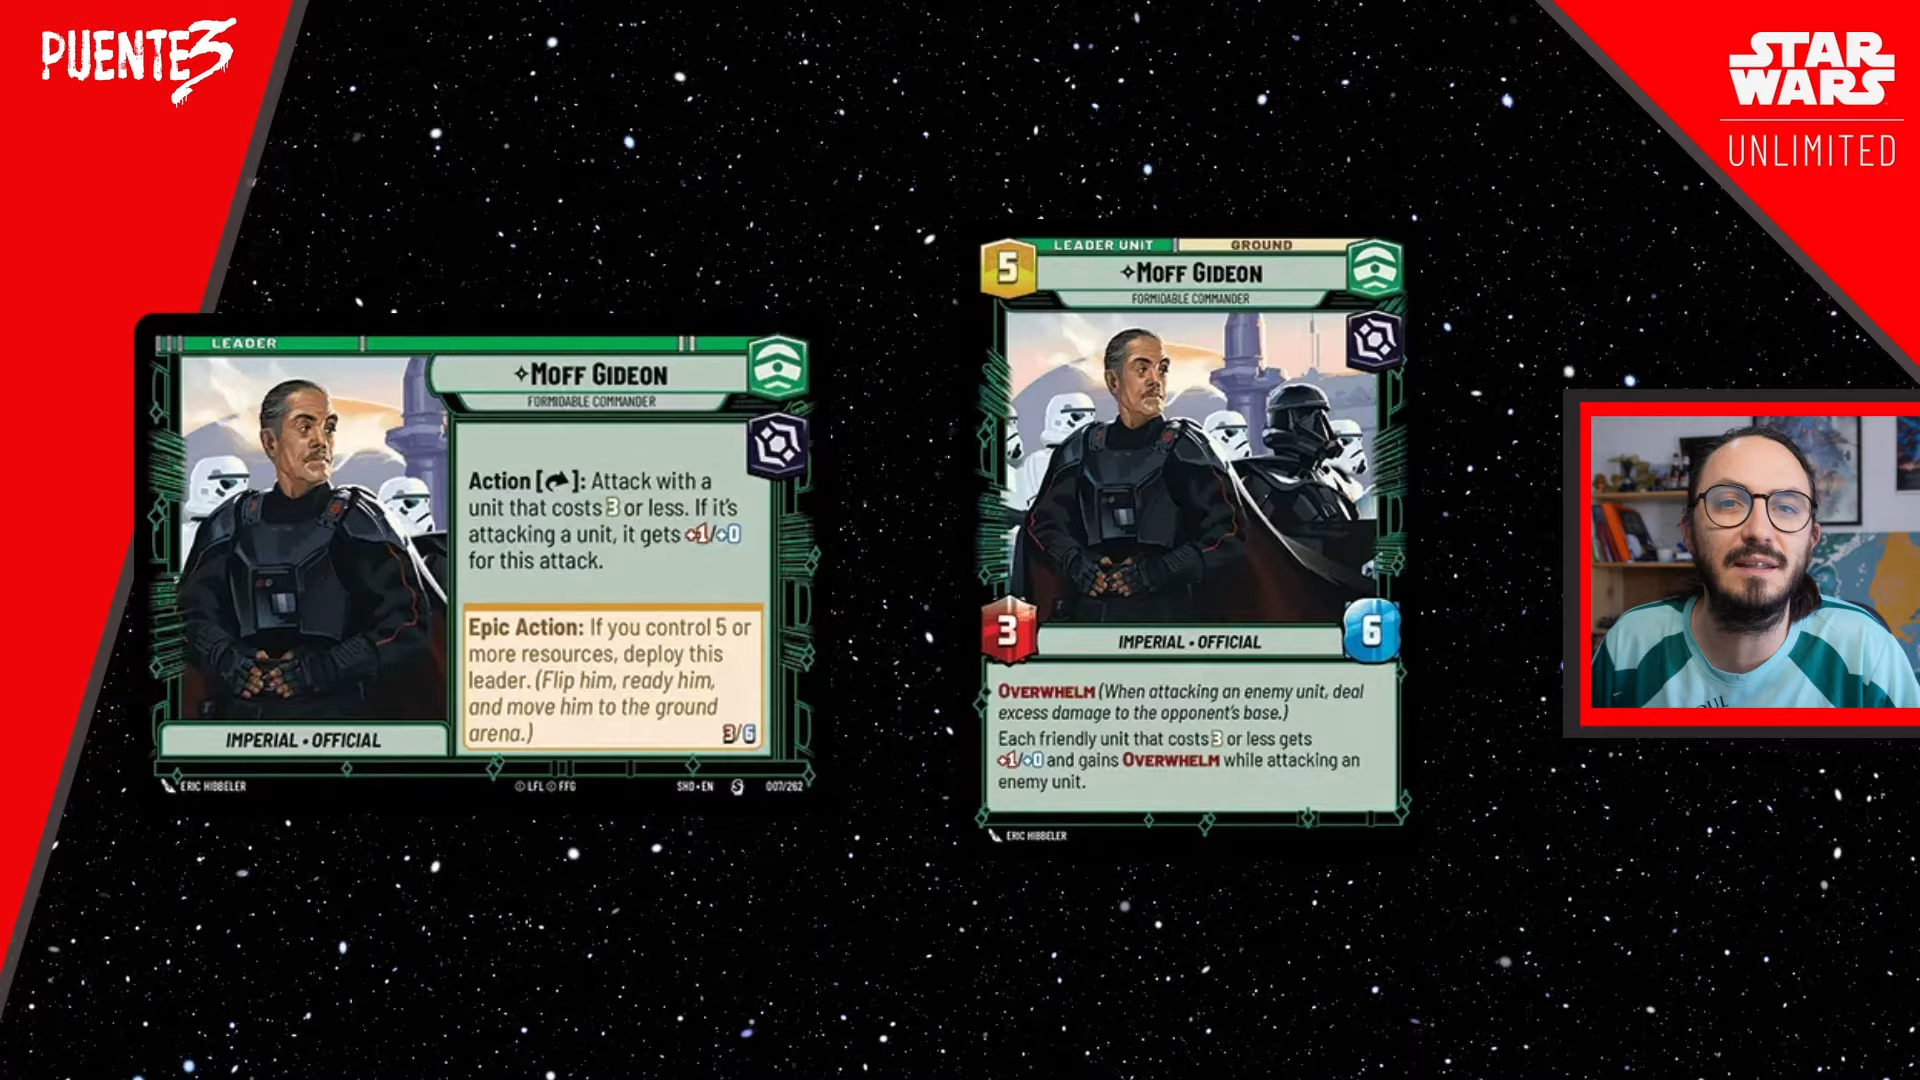 PUENTE3
STAR
WARS
UNLIMITED
LEADER
✧MOFF GIDEON
FORMIDABLE COMMANDER
Action [ ]: Attack with a
unit that costs 3 or less. If it's
attacking a unit, it gets +1/+0
for this attack.
Epic Action: If you control 5 or
more resources, deploy this
leader. (Flip him, ready him,
and move him to the ground
arena.)
3/6
IMPERIAL • OFFICIAL
ERIC HIBBELER
© LFL © FFG
SHD • EN
007/262
LEADER UNIT
GROUND
5
✧MOFF GIDEON
FORMIDABLE COMMANDER
3
IMPERIAL • OFFICIAL
6
OVERWHELM (When attacking an enemy unit, deal
excess damage to the opponent's base.)
Each friendly unit that costs 3 or less gets
+1/+0 and gains OVERWHELM while attacking an
enemy unit.
ERIC HIBBELER